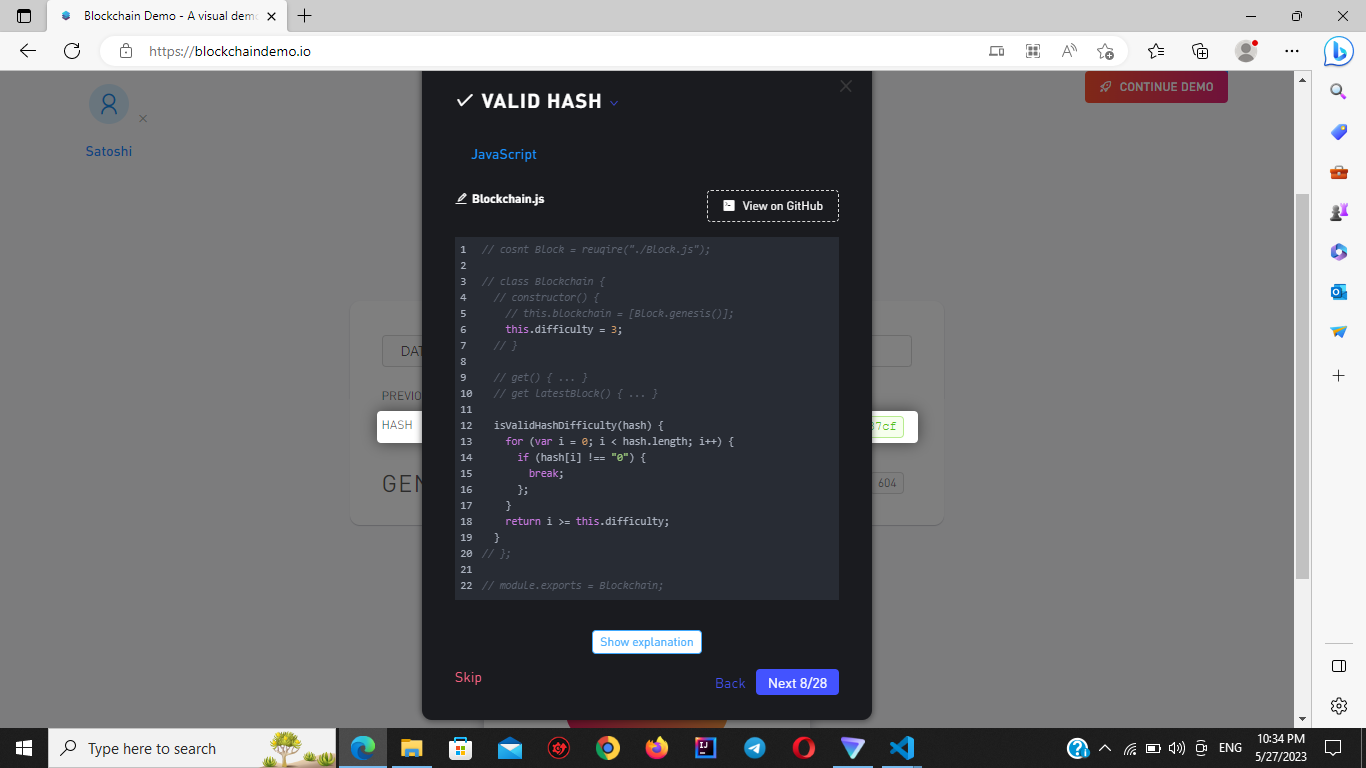 Blockchain Demo - A visual dem
https://blockchaindemo.io
CONTINUE DEMO
Satoshi
VALID HASH
JavaScript
Blockchain.js
View on GitHub
1 // cosnt Block = reuqire("./Block.js");
2
3 // class Blockchain {
4 // constructor() {
5 // this.blockchain = [Block.genesis()];
6 this.difficulty = 3;
7 // }
8
9 // get() { ... }
10 // get latestBlock() { ... }
11
12 isValidHashDifficulty(hash) {
13 for (var i = 0; i < hash.length; i++) {
14 if (hash[i] !== "0") {
15 break;
16 };
17 }
18 return i >= this.difficulty;
19 }
20 // };
21
22 // module.exports = Blockchain;
DAT
PREVIOU
HASH
37cf
GEN
604
Show explanation
Skip
Back
Next 8/28
Type here to search
ENG
10:34 PM
5/27/2023